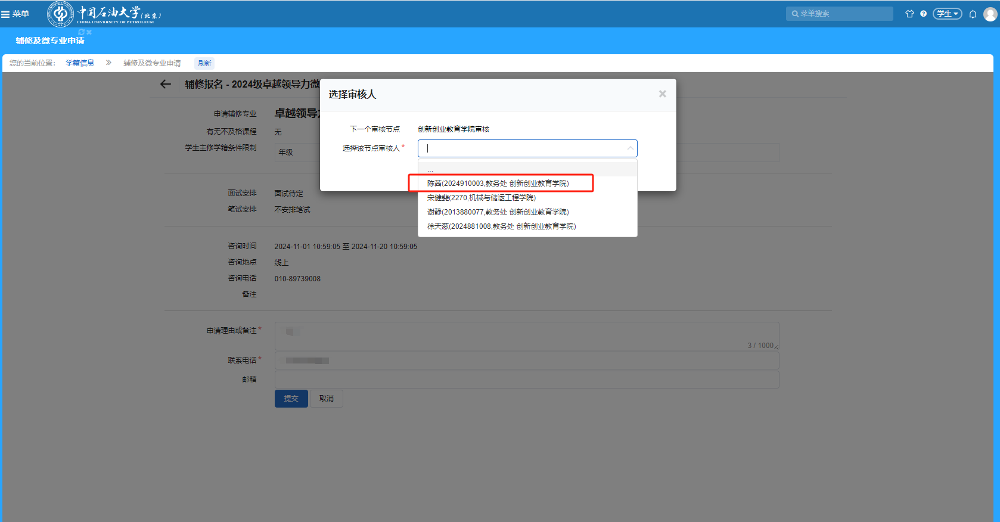 菜单
中国石油大学(北京)
CHINA UNIVERSITY OF PETROLEUM
菜单搜索
学生
辅修及微专业申请
您的当前位置： 学籍信息 » 辅修及微专业申请 刷新
辅修报名 - 2024级卓越领导力微
申请辅修专业 卓越领导
有无不及格课程 无
学生主修学籍条件限制 年级
选择审核人
下一个审核节点 创新创业教育学院审核
选择该节点审核人*
...
陈茜(2024910003,教务处 创新创业教育学院)
宋健斐(2270,机械与储运工程学院)
谢静(2013880077,教务处 创新创业教育学院)
徐天葱(2024881008,教务处 创新创业教育学院)
面试安排 面试待定
笔试安排 不安排笔试
咨询时间 2024-11-01 10:59:05 至 2024-11-20 10:59:05
咨询地点 线上
咨询电话 010-89739008
备注
申请理由或备注*
3 / 1000
联系电话*
邮箱
提交 取消